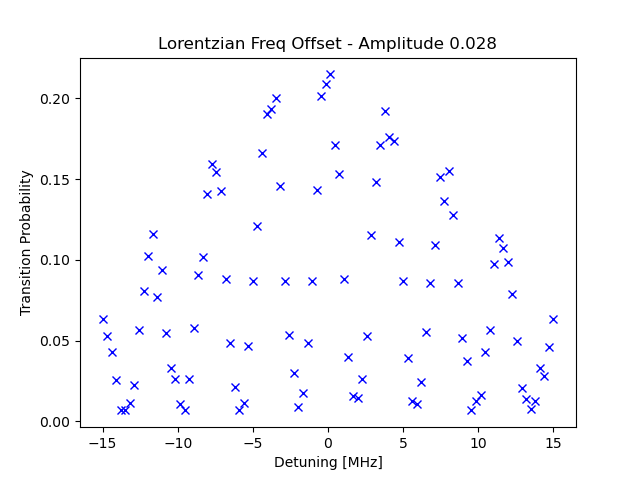 Lorentzian Freq Offset - Amplitude 0.028
Transition Probability
0.20
0.15
0.10
0.05
0.00
−15 −10 −5 0 5 10 15
Detuning [MHz]